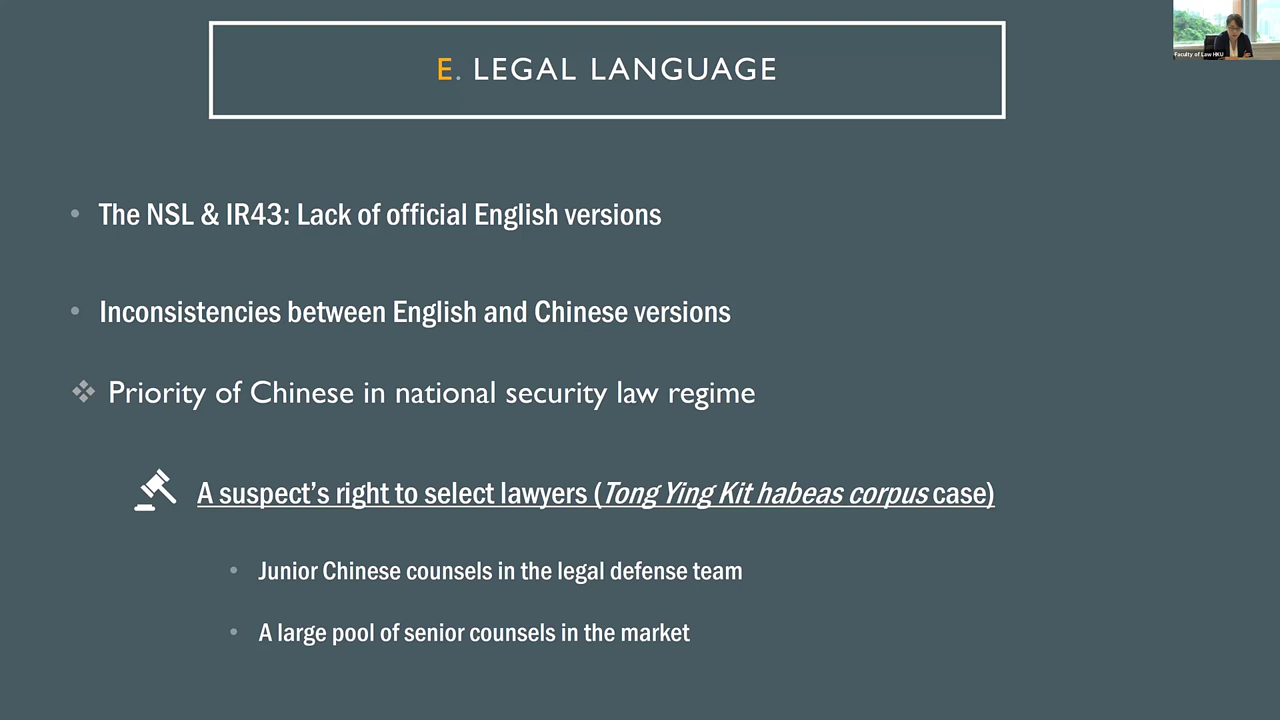 Faculty of Law HKU
E. LEGAL LANGUAGE
• The NSL & IR43: Lack of official English versions
• Inconsistencies between English and Chinese versions
❖ Priority of Chinese in national security law regime
A suspect's right to select lawyers (Tong Ying Kit habeas corpus case)
• Junior Chinese counsels in the legal defense team
• A large pool of senior counsels in the market